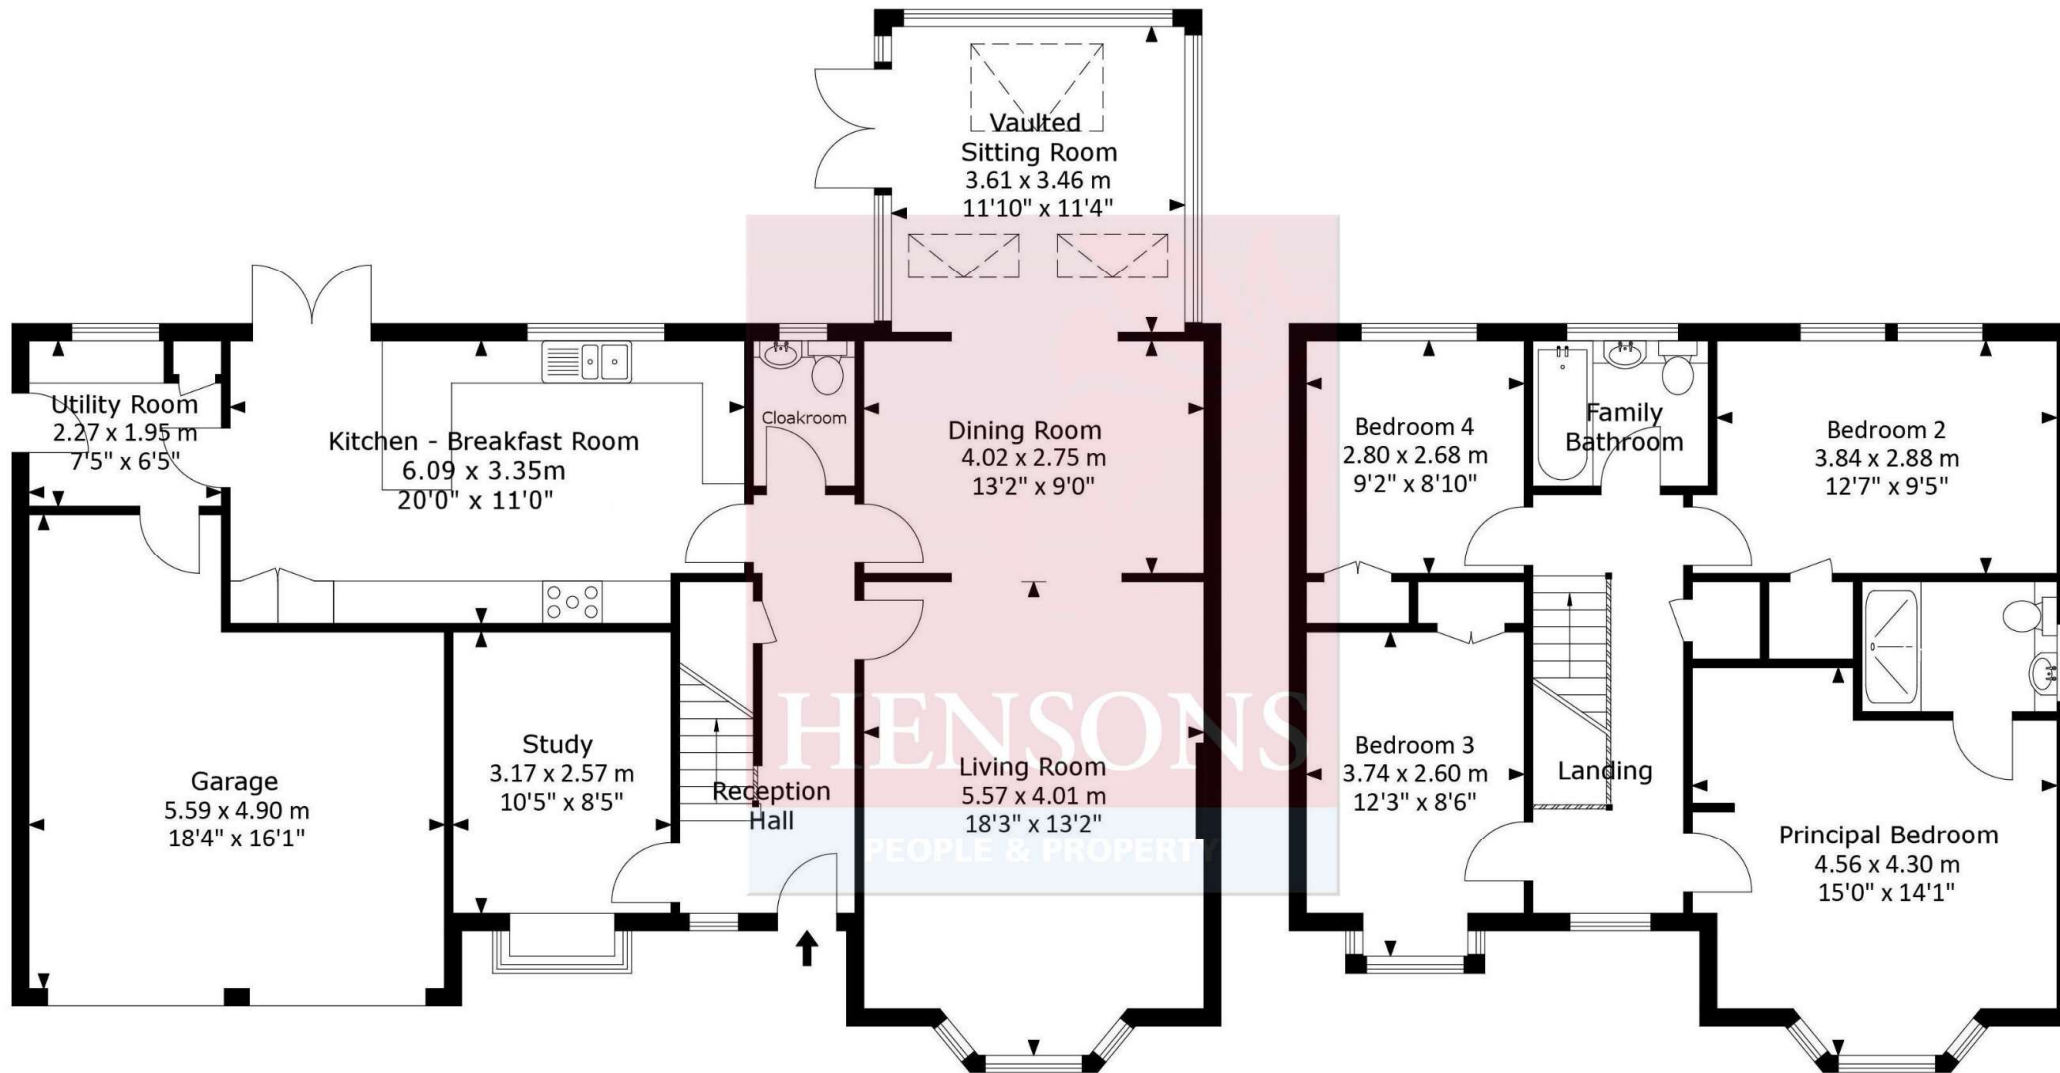 Vaulted
Sitting Room
3.61 x 3.46 m
11'10" x 11'4"
Utility Room
2.27 x 1.95 m
7'5" x 6'5"
Kitchen - Breakfast Room
6.09 x 3.35m
20'0" x 11'0"
Cloakroom
Dining Room
4.02 x 2.75 m
13'2" x 9'0"
Bedroom 4
2.80 x 2.68 m
9'2" x 8'10"
Family
Bathroom
Bedroom 2
3.84 x 2.88 m
12'7" x 9'5"
Garage
5.59 x 4.90 m
18'4" x 16'1"
Study
3.17 x 2.57 m
10'5" x 8'5"
Reception
Hall
HENSONS
PEOPLE & PROPERTY
Living Room
5.57 x 4.01 m
18'3" x 13'2"
Bedroom 3
3.74 x 2.60 m
12'3" x 8'6"
Landing
Principal Bedroom
4.56 x 4.30 m
15'0" x 14'1"